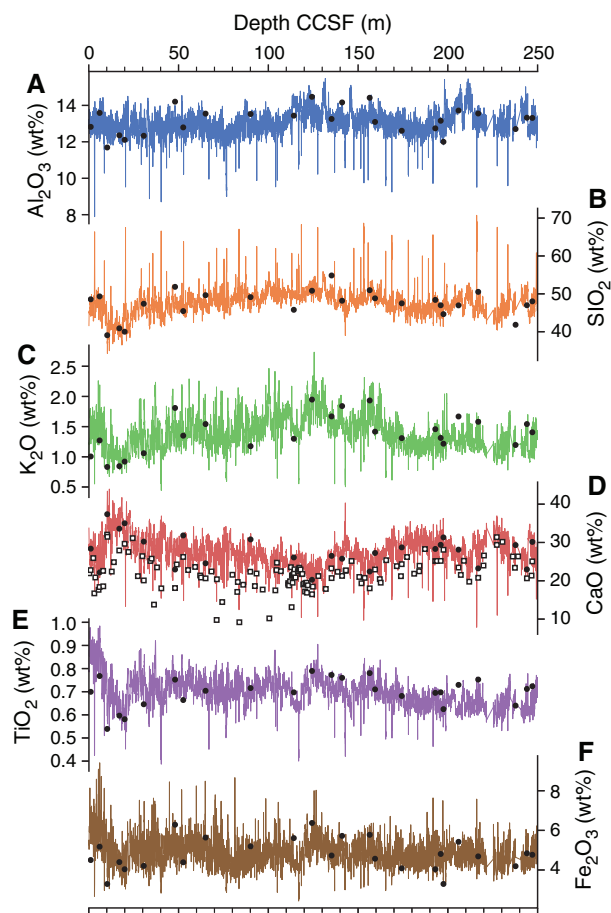 Depth CCSF (m)
0 50 100 150 200 250
A
14
12
10
8
Al₂O₃ (wt%)
B
70
60
50
40
SIO₂ (wt%)
C
2.5
2.0
1.5
1.0
0.5
K₂O (wt%)
D
40
30
20
10
CaO (wt%)
E
1.0
0.9
0.8
0.7
0.6
0.5
0.4
TiO₂ (wt%)
F
8
6
4
2
Fe₂O₃ (wt%)